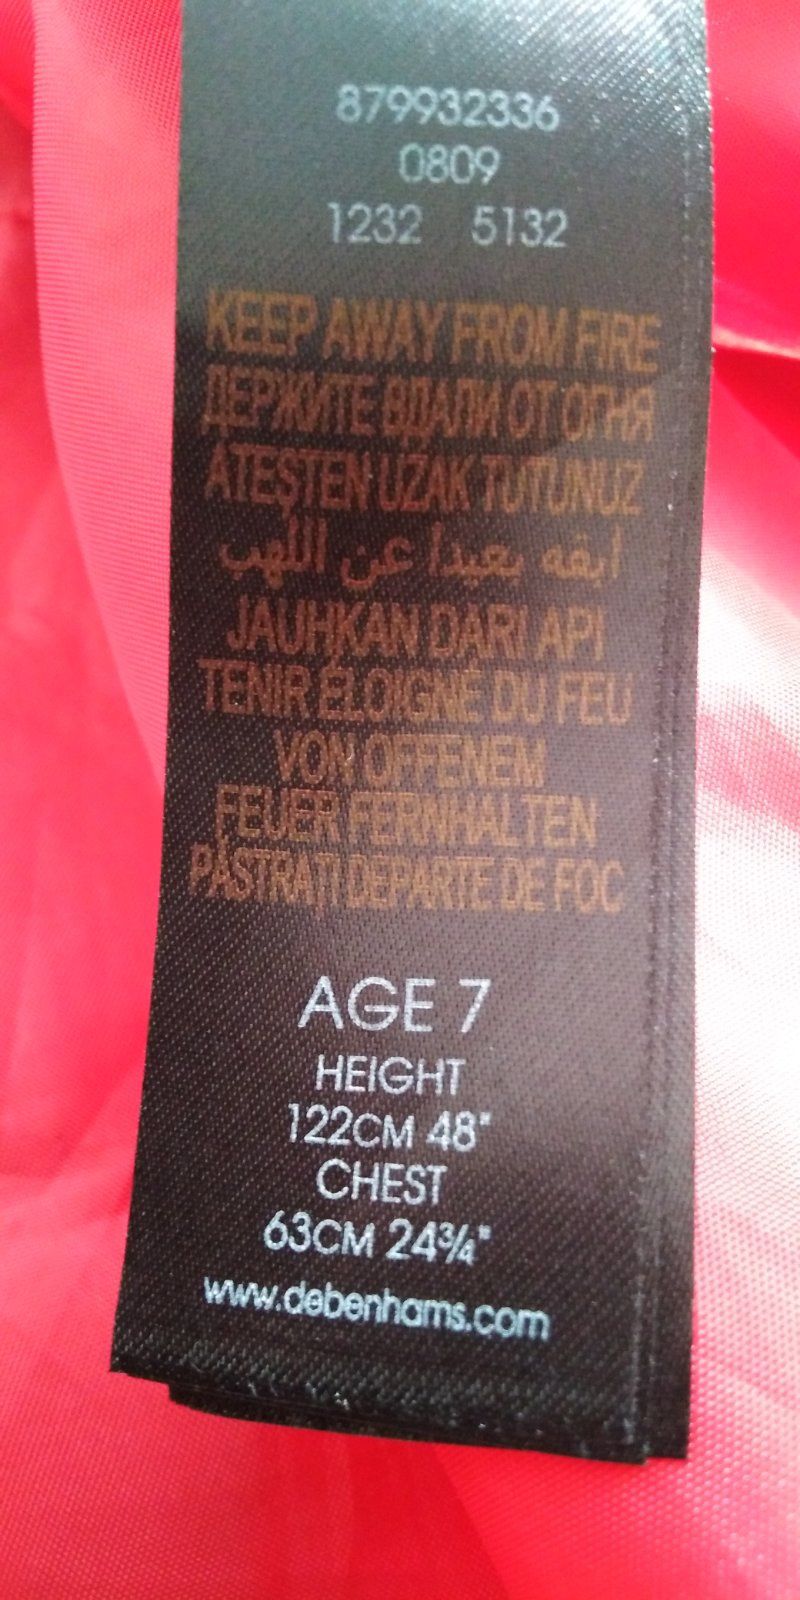 879932336
0809
1232 5132
KEEP AWAY FROM FIRE
ДЕРЖИТЕ ВДАЛИ ОТ ОГНЯ
ATEŞTEN UZAK TUTUNUZ
ابقه بعيدا عن اللهب
JAUHKAN DARI API
TENIR ÉLOIGNÉ DU FEU
VON OFFENEM
FEUER FERNHALTEN
PĂSTRAŢI DEPARTE DE FOC
AGE 7
HEIGHT
122CM 48"
CHEST
63CM 24¾"
www.debenhams.com